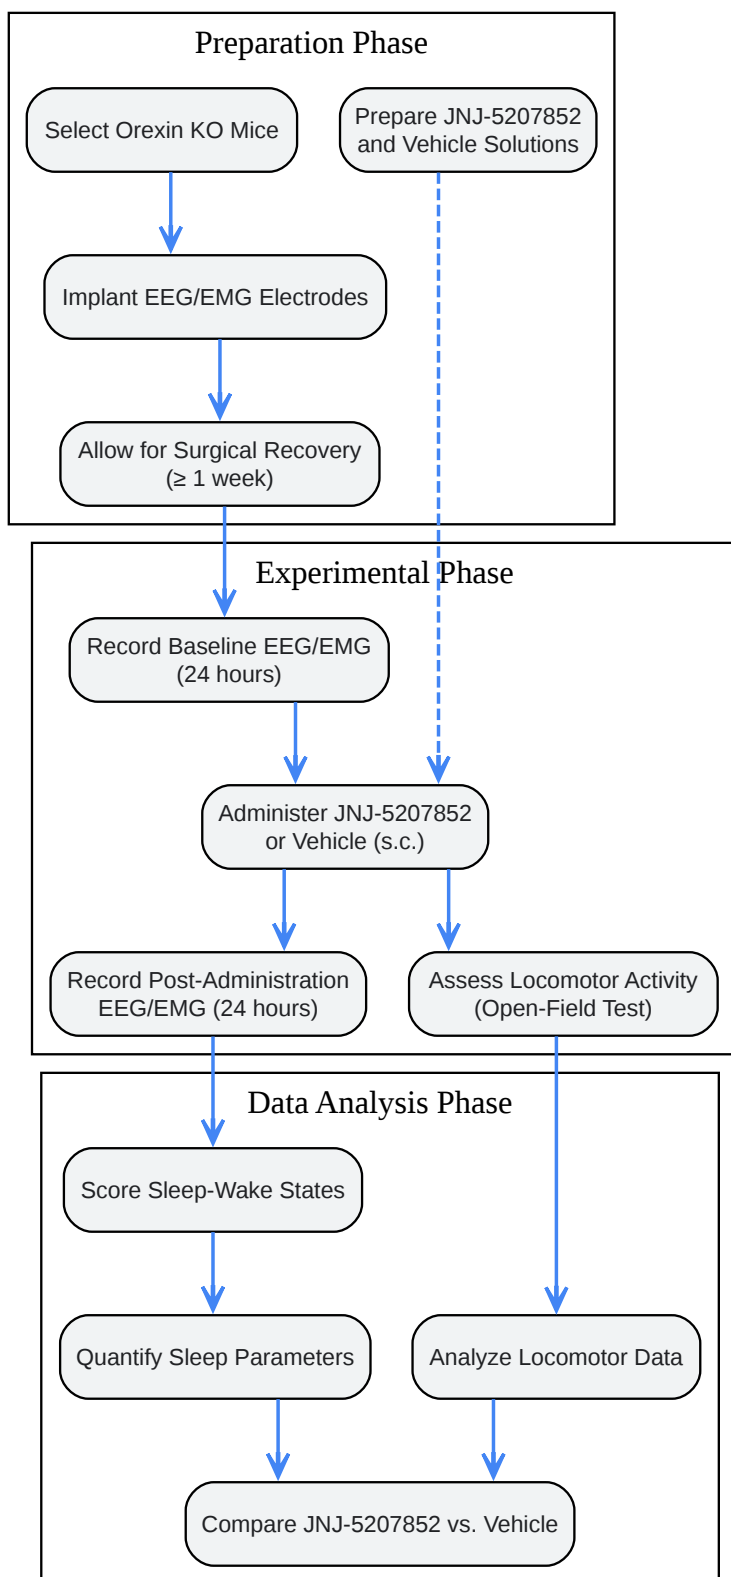 Preparation Phase
Select Orexin KO Mice
Prepare JNJ-5207852
and Vehicle Solutions
Implant EEG/EMG Electrodes
Allow for Surgical Recovery
(≥ 1 week)
Experimental Phase
Record Baseline EEG/EMG
(24 hours)
Administer JNJ-5207852
or Vehicle (s.c.)
Record Post-Administration
EEG/EMG (24 hours)
Assess Locomotor Activity
(Open-Field Test)
Data Analysis Phase
Score Sleep-Wake States
Quantify Sleep Parameters
Analyze Locomotor Data
Compare JNJ-5207852 vs. Vehicle